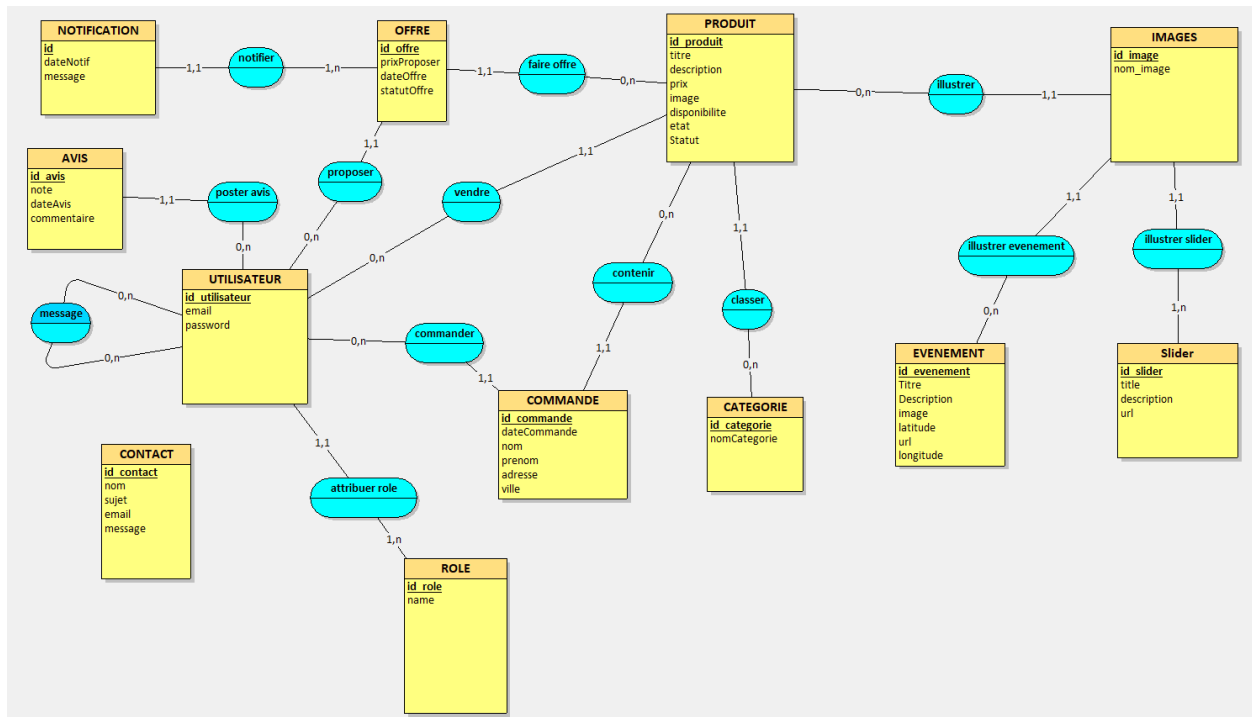 NOTIFICATION
id
dateNotif
message
1,1
notifier
1,n
OFFRE
id_offre
prixProposer
dateOffre
statutOffre
1,1
faire offre
0,n
PRODUIT
id_produit
titre
description
prix
image
disponibilite
etat
Statut
0,n
illustrer
1,1
IMAGES
id_image
nom_image
AVIS
id_avis
note
dateAvis
commentaire
1,1
poster avis
0,n
1,1
proposer
0,n
1,1
vendre
0,n
0,n
contenir
1,1
1,1
classer
0,n
1,1
illustrer evenement
0,n
1,1
illustrer slider
1,n
message
0,n
0,n
UTILISATEUR
id_utilisateur
email
password
0,n
commander
1,1
COMMANDE
id_commande
dateCommande
nom
prenom
adresse
ville
CATEGORIE
id_categorie
nomCategorie
EVENEMENT
id_evenement
Titre
Description
image
latitude
url
longitude
Slider
id_slider
title
description
url
CONTACT
id_contact
nom
sujet
email
message
1,1
attribuer role
1,n
ROLE
id_role
name